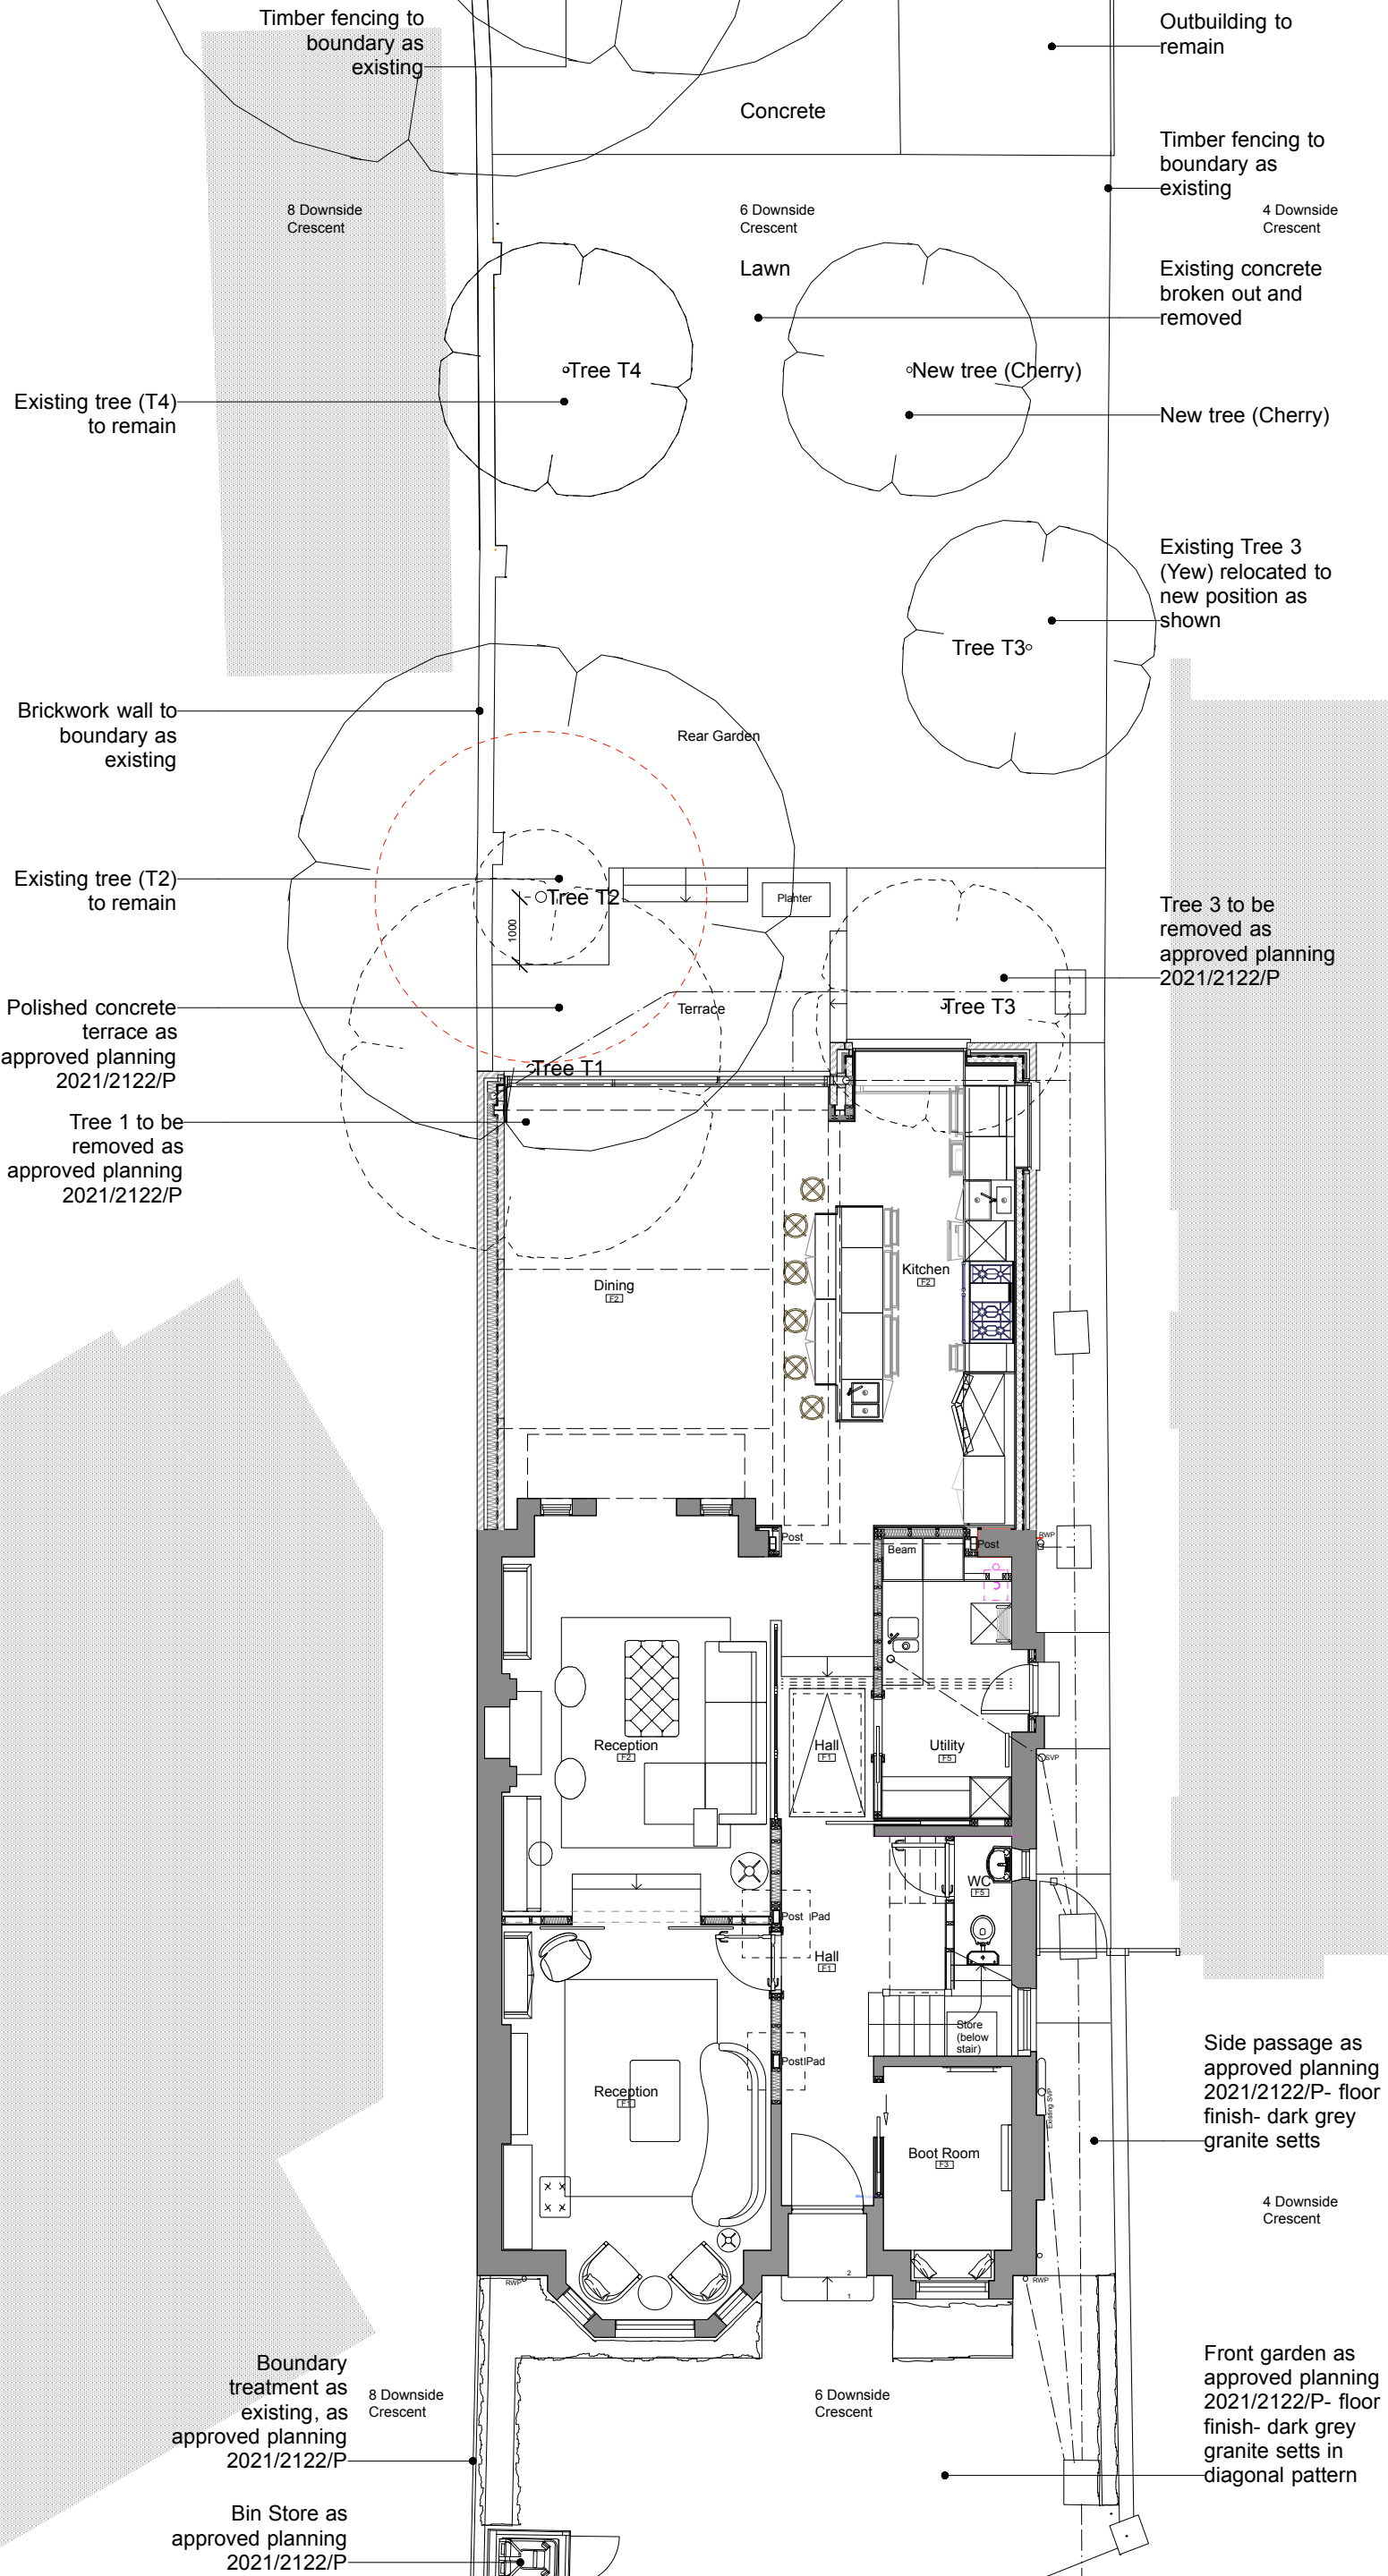 Timber fencing to
boundary as
existing
Outbuilding to
remain
Concrete
Timber fencing to
boundary as
existing
8 Downside
Crescent
6 Downside
Crescent
4 Downside
Crescent
Lawn
Existing concrete
broken out and
removed
Tree T4
New tree (Cherry)
Existing tree (T4)
to remain
New tree (Cherry)
Existing Tree 3
(Yew) relocated to
new position as
shown
Tree T3
Brickwork wall to
boundary as
existing
Rear Garden
Existing tree (T2)
to remain
Tree T2
1000
Planter
Tree 3 to be
removed as
approved planning
2021/2122/P
Polished concrete
terrace as
approved planning
2021/2122/P
Terrace
Tree T3
Tree T1
Tree 1 to be
removed as
approved planning
2021/2122/P
Kitchen
F2
Dining
F2
Post
Beam
Post
RWP
Reception
F2
Hall
F1
Utility
F5
SVP
WC
F5
Post
Pad
Hall
F1
Store
(below
stair)
Post
Pad
Reception
F1
Existing SVP
Side passage as
approved planning
2021/2122/P- floor
finish- dark grey
granite setts
Boot Room
F3
4 Downside
Crescent
2
1
RWP
RWP
Boundary
treatment as
existing, as
approved planning
2021/2122/P
8 Downside
Crescent
6 Downside
Crescent
Front garden as
approved planning
2021/2122/P- floor
finish- dark grey
granite setts in
diagonal pattern
Bin Store as
approved planning
2021/2122/P